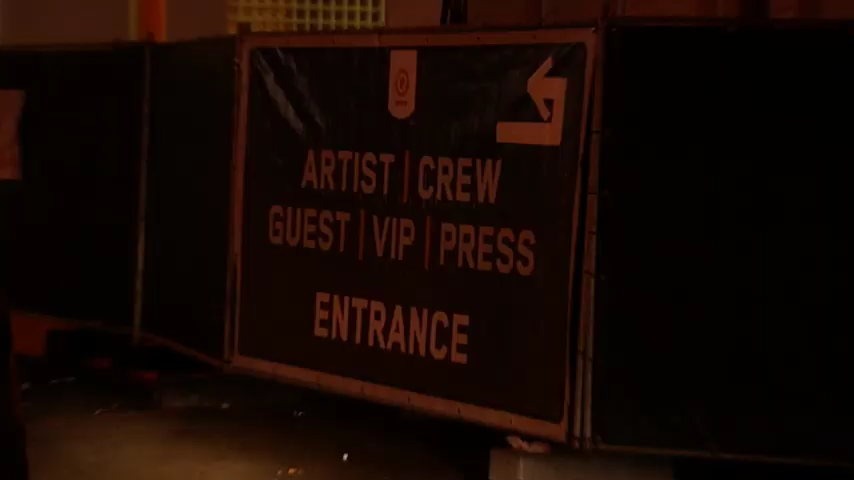 ARTIST | CREW
GUEST | VIP | PRESS
ENTRANCE